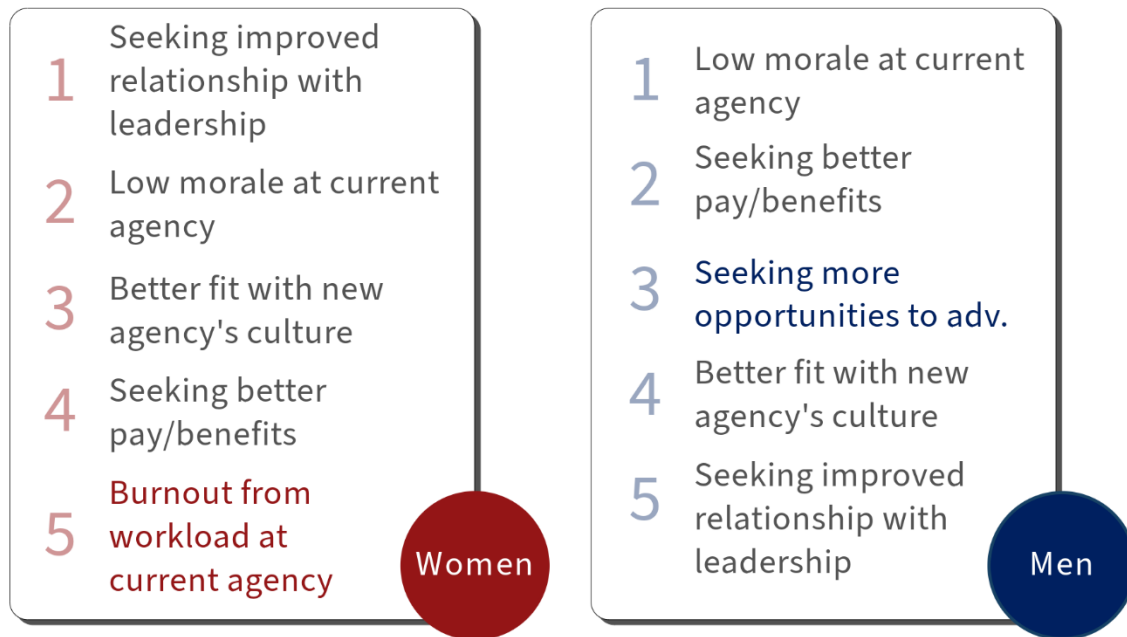 1
Seeking improved
relationship with
leadership
2
Low morale at current
agency
3
Better fit with new
agency's culture
4
Seeking better
pay/benefits
5
Burnout from
workload at
current agency
Women
1
Low morale at current
agency
2
Seeking better
pay/benefits
3
Seeking more
opportunities to adv.
4
Better fit with new
agency's culture
5
Seeking improved
relationship with
leadership
Men